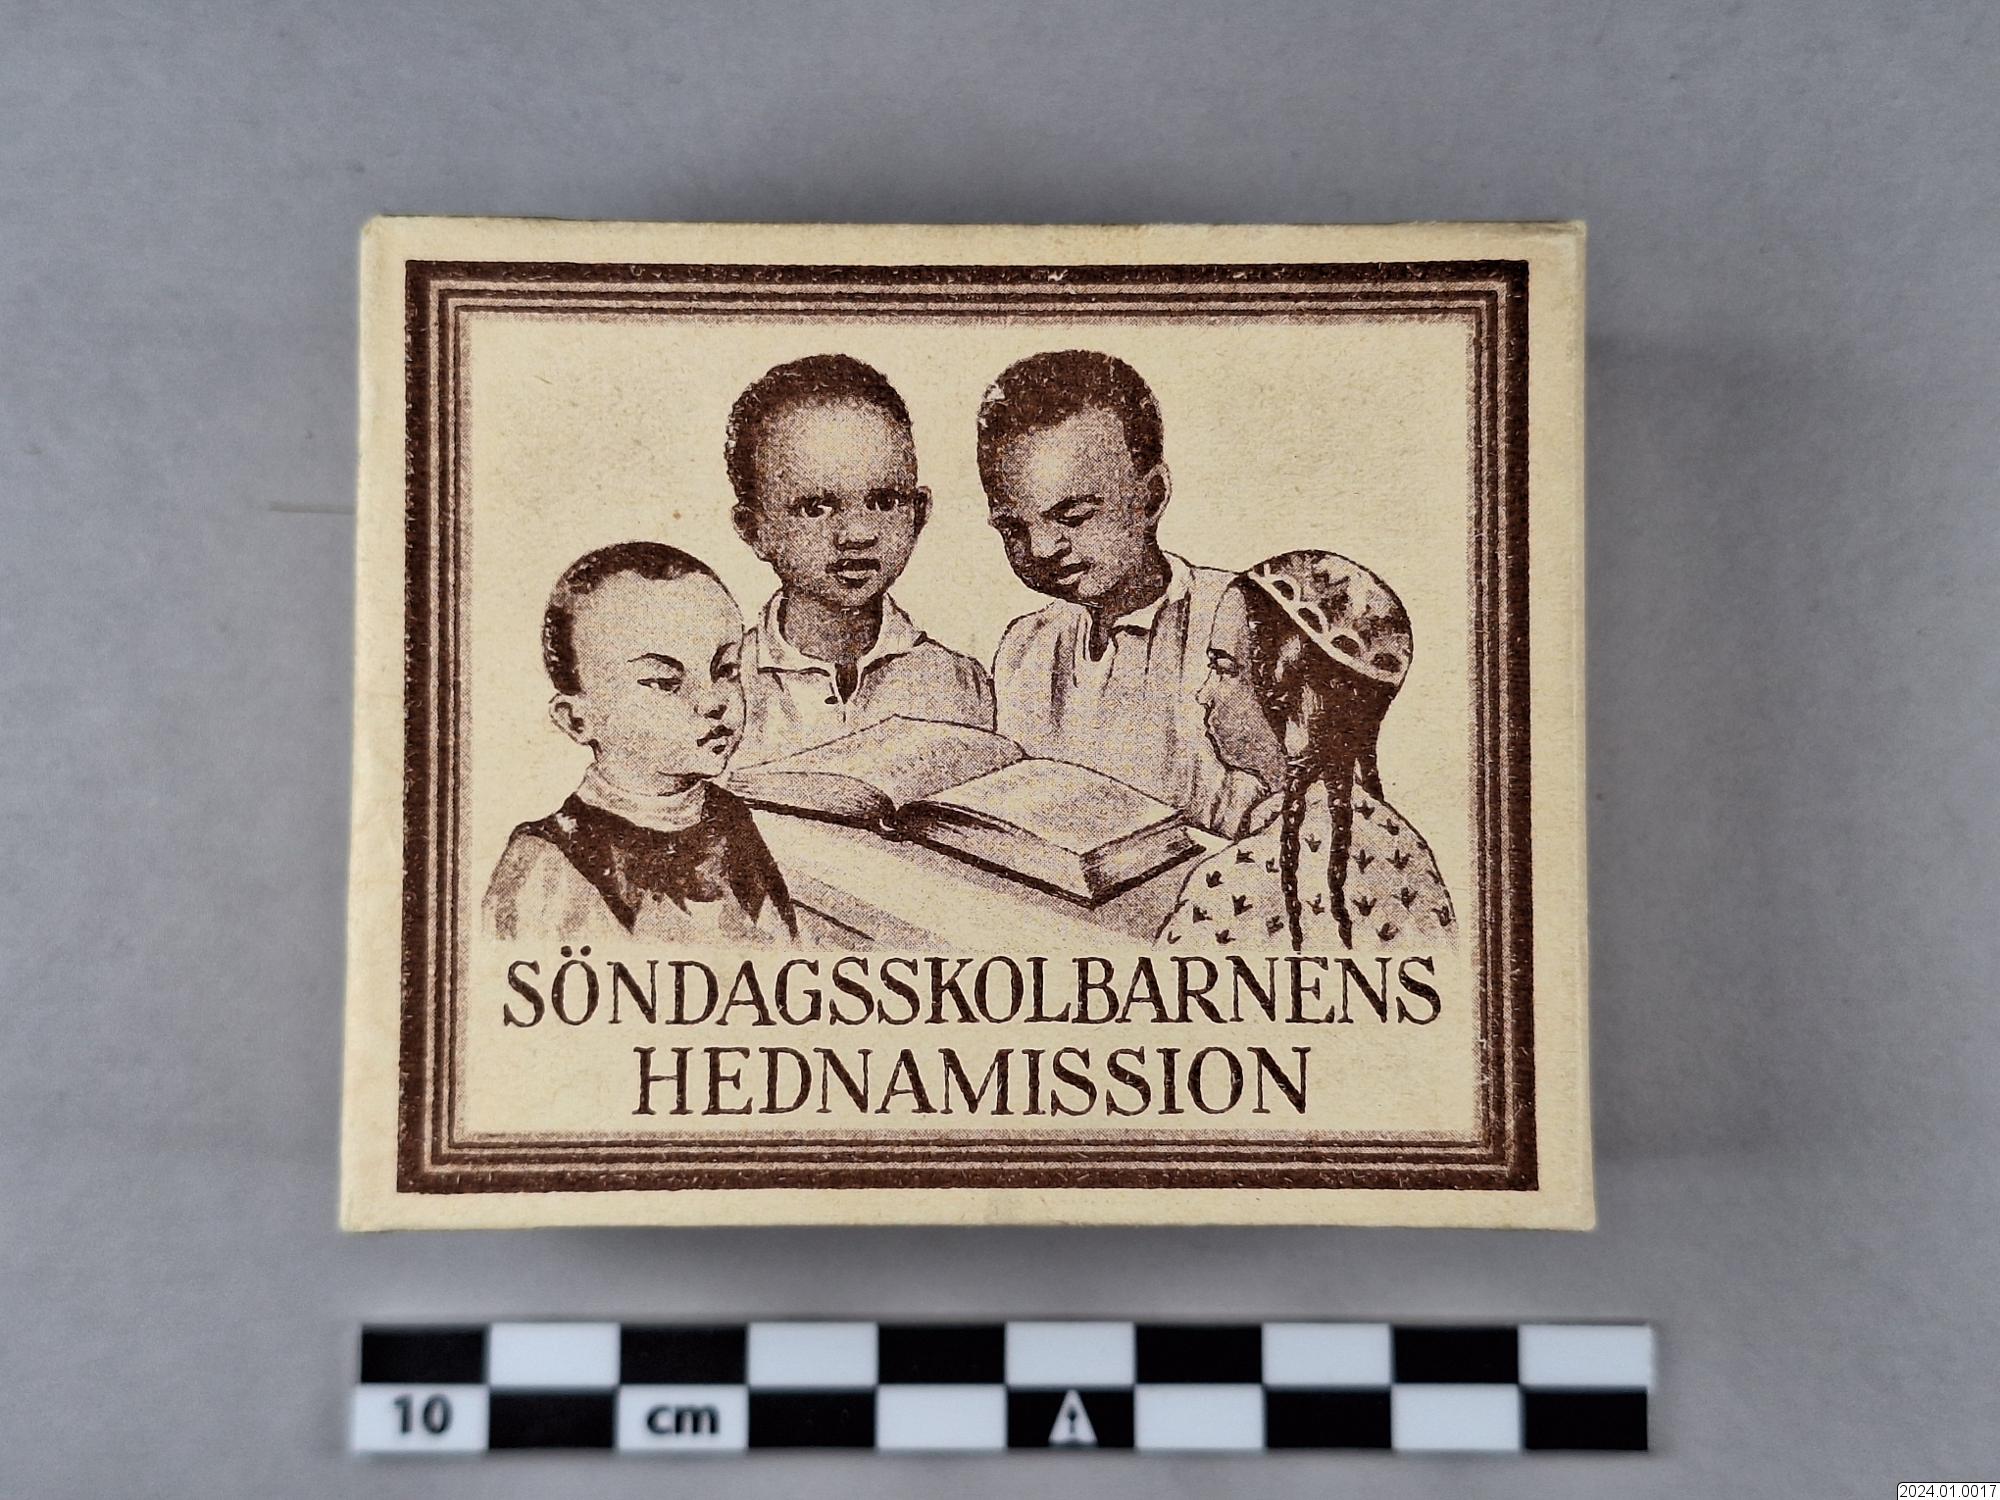 SÖNDAGSSKOLBARNENS
HEDNAMISSION
10 cm
2024.01.0017